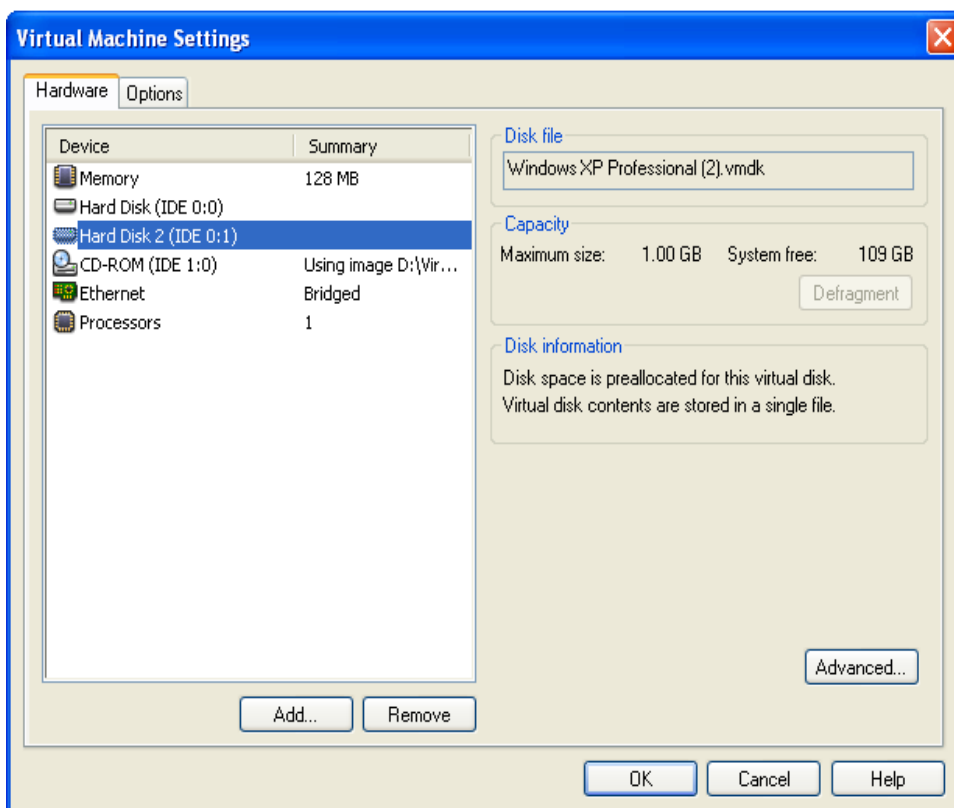 Virtual Machine Settings
Hardware Options
Device Summary
Memory 128 MB
Hard Disk (IDE 0:0)
Hard Disk 2 (IDE 0:1)
CD-ROM (IDE 1:0) Using image D:\Vir...
Ethernet Bridged
Processors 1
Add... Remove
Disk file
Windows XP Professional (2).vmdk
Capacity
Maximum size: 1.00 GB System free: 109 GB
Defragment
Disk information
Disk space is preallocated for this virtual disk.
Virtual disk contents are stored in a single file.
Advanced...
OK Cancel Help